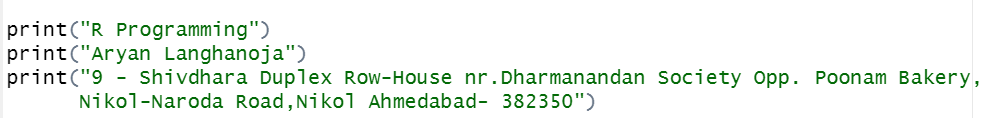 print("R Programming")
print("Aryan Langhanoja")
print("9 - Shivdhara Duplex Row-House nr.Dharmanandan Society Opp. Poonam Bakery,
Nikol-Naroda Road,Nikol Ahmedabad- 382350")